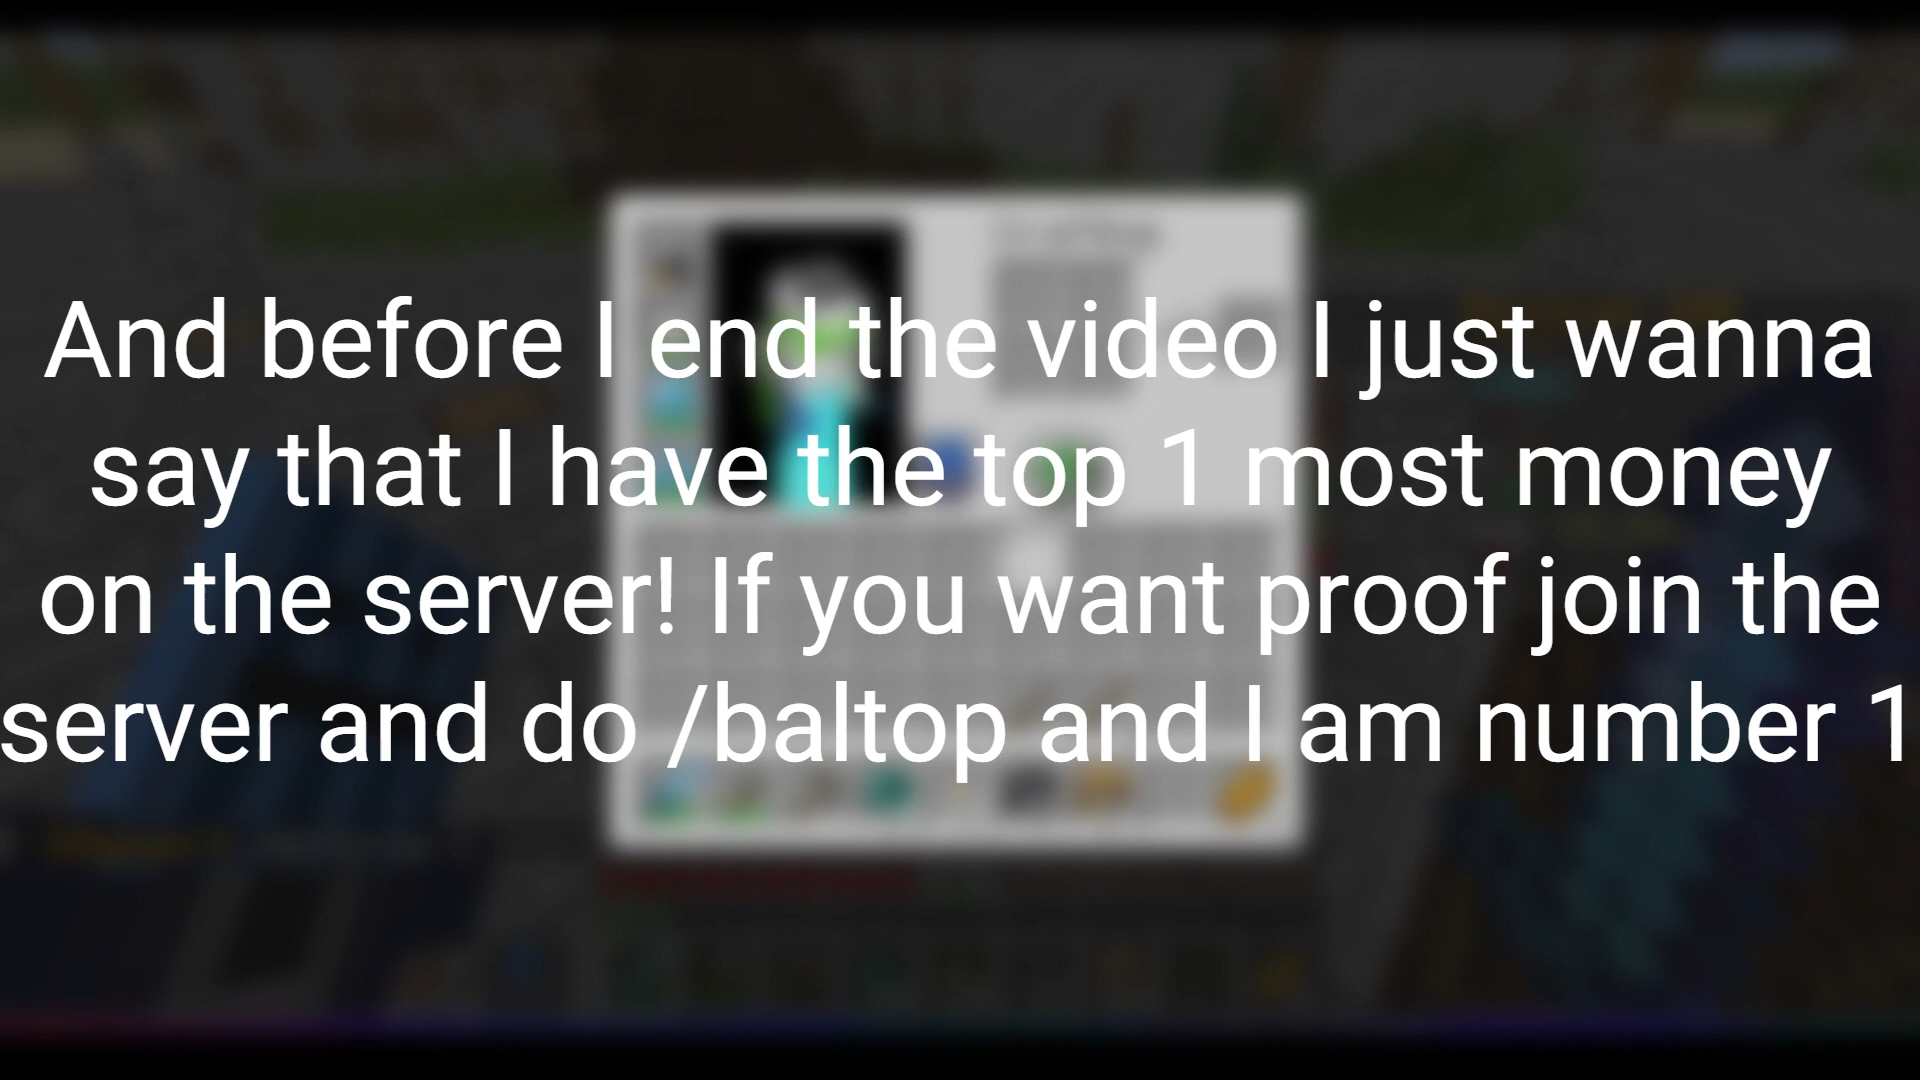 And before I end the video I just wanna
say that I have the top 1 most money
on the server! If you want proof join the
server and do /baltop and I am number 1